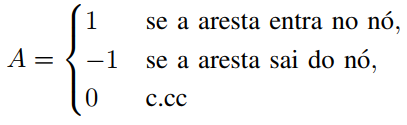 1 se a aresta entra no nó,
A = { −1 se a aresta sai do nó,
0 c.cc